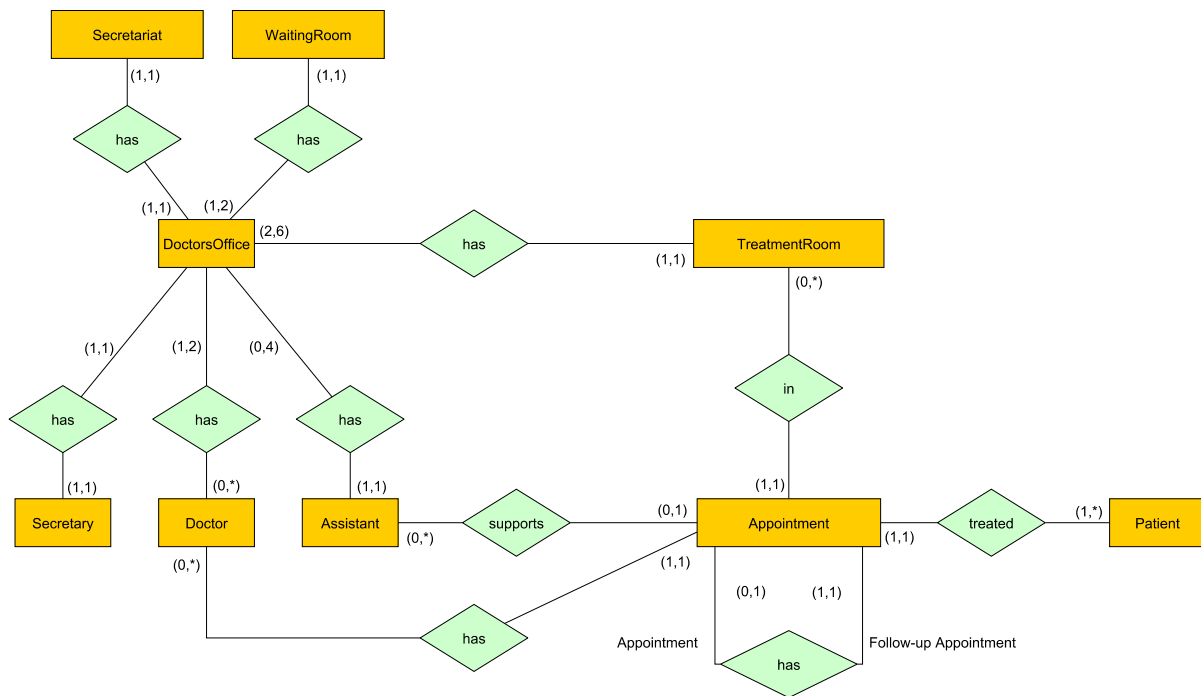 Secretariat
WaitingRoom
(1,1)
(1,1)
has
has
(1,1)
(1,2)
DoctorsOffice
(2,6)
has
(1,1)
TreatmentRoom
(0,*)
(1,1)
(1,2)
(0,4)
in
has
has
has
(1,1)
(0,*)
(1,1)
(1,1)
Secretary
Doctor
Assistant
(0,*)
supports
(0,1)
Appointment
(1,1)
treated
(1,*)
Patient
(0,*)
(1,1)
(0,1)
(1,1)
has
Appointment
Follow-up Appointment
has